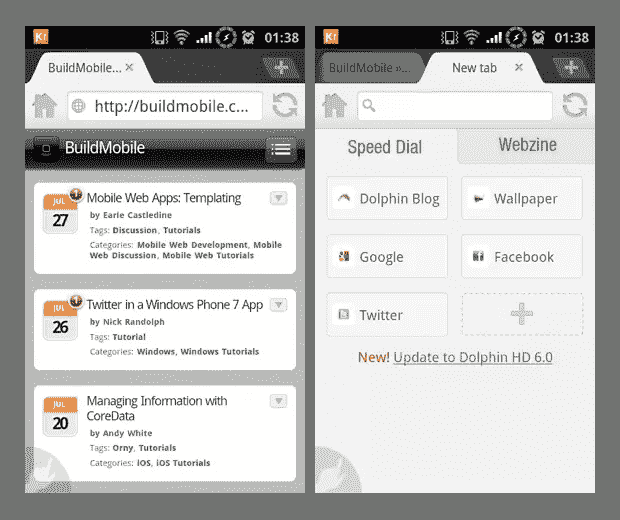 01:38
BuildMobile...
http://buildmobile.c...
BuildMobile
JUL
27
1
Mobile Web Apps: Templating
by Earle Castledine
Tags: Discussion, Tutorials
Categories: Mobile Web Development, Mobile
Web Discussion, Mobile Web Tutorials
JUL
26
1
Twitter in a Windows Phone 7 App
by Nick Randolph
Tags: Tutorial
Categories: Windows, Windows Tutorials
JUL
20
Managing Information with
CoreData
by Andy White
Tags: Orny, Tutorials
Categories: iOS, iOS Tutorials
01:38
BuildMobile »...
New tab
Speed Dial
Webzine
Dolphin Blog
Wallpaper
Google
Facebook
Twitter
New! Update to Dolphin HD 6.0